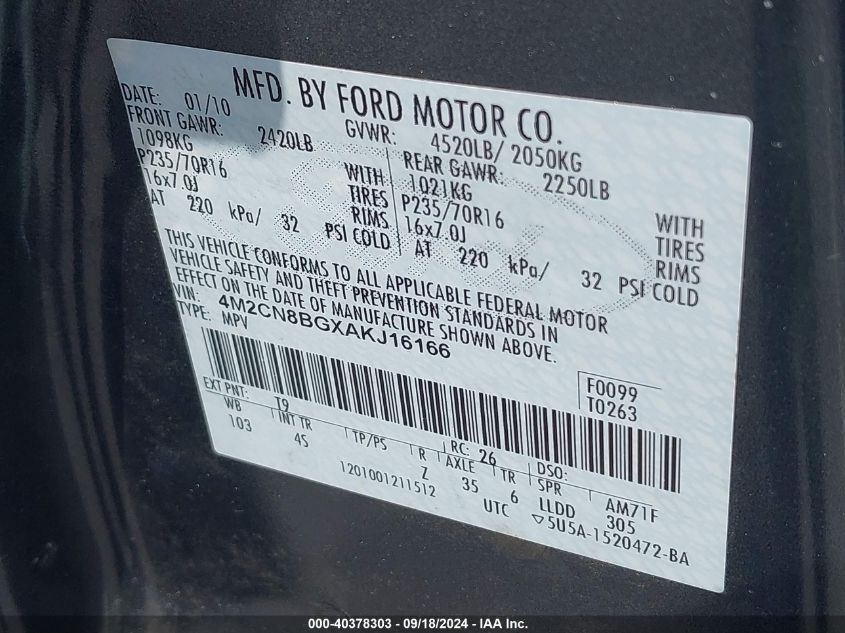 MFD. BY FORD MOTOR CO.
DATE: 01/10 GVWR: 4520LB/ 2050KG
FRONT GAWR: 2420LB REAR GAWR: 2250LB
1098KG WITH 1021KG WITH
P235/70R16 TIRES P235/70R16 TIRES
16x7.0J RIMS 16x7.0J RIMS
AT 220 kPa/ 32 PSI COLD AT 220 kPa/ 32 PSI COLD
THIS VEHICLE CONFORMS TO ALL APPLICABLE FEDERAL MOTOR
VEHICLE SAFETY AND THEFT PREVENTION STANDARDS IN
EFFECT ON THE DATE OF MANUFACTURE SHOWN ABOVE.
VIN: 4M2CN8BGXAKJ16166
TYPE: MPV
F0099
T0263
EXT PNT: T9 RC: 26 DSO:
WB INT TR TP/PS R AXLE TR SPR AM71F
103 4S Z 35 6 LLDD 305
1201001211512 UTC ▽5U5A-1520472-BA
000-40378303 - 09/18/2024 - IAA Inc.